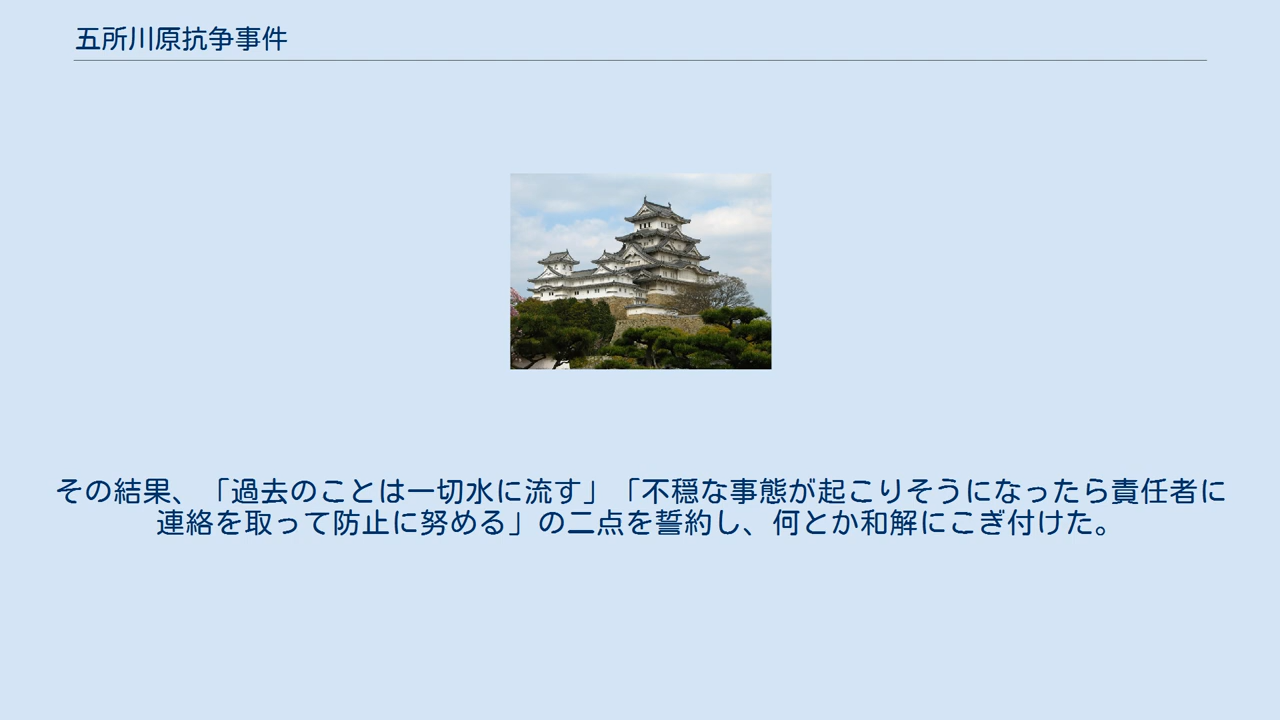 五所川原抗争事件
その結果、「過去のことは一切水に流す」「不穏な事態が起こりそうになったら責任者に
連絡を取って防止に努める」の二点を誓約し、何とか和解にこぎ付けた。